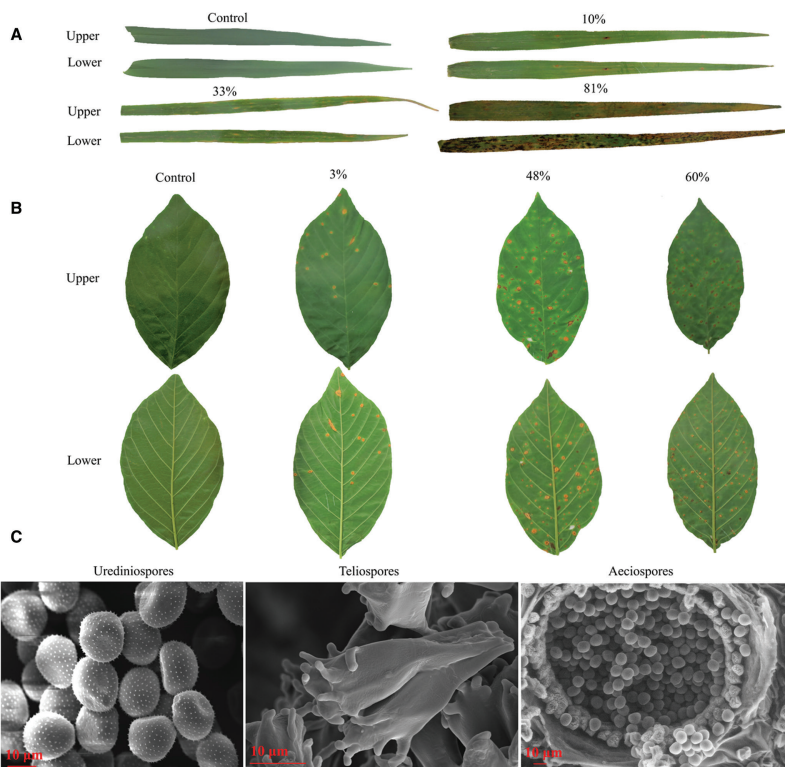 A
Control 10%
Upper
Lower
33% 81%
Upper
Lower
B
Control 3% 48% 60%
Upper
Lower
C
Urediniospores Teliospores Aeciospores
10 μm 10 μm 10 μm